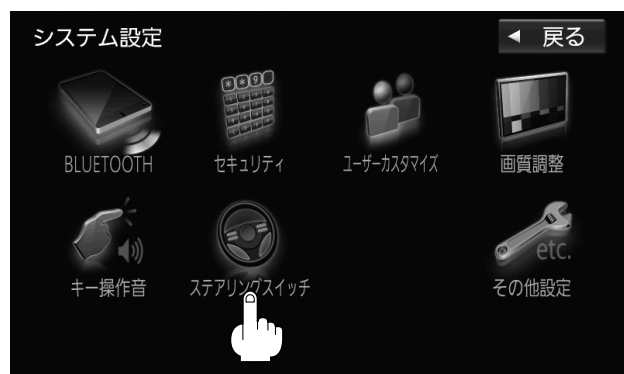 システム設定
戻る
BLUETOOTH
セキュリティ
ユーザーカスタマイズ
画質調整
キー操作音
ステアリングスイッチ
etc.
その他設定